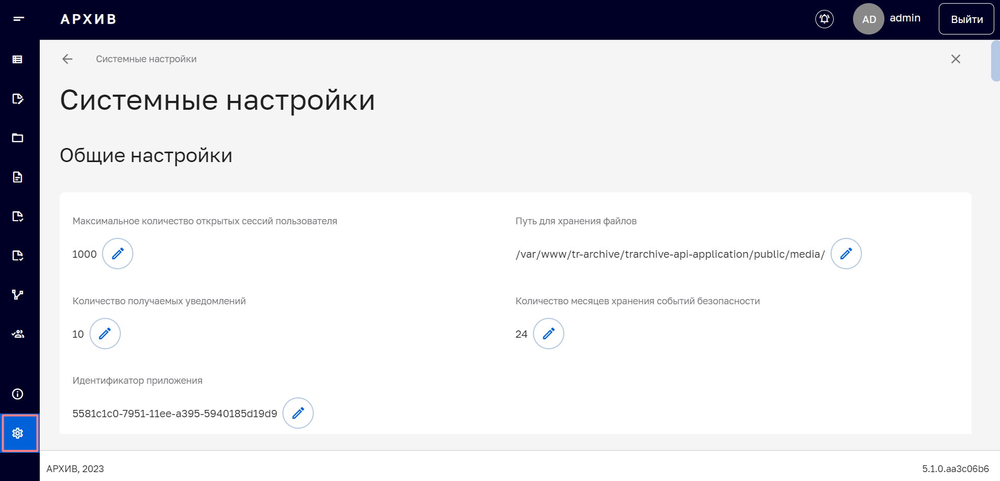 АРХИВ
AD
admin
Выйти
Системные настройки
Системные настройки
Общие настройки
Максимальное количество открытых сессий пользователя
Путь для хранения файлов
1000
/var/www/tr-archive/trarchive-api-application/public/media/
Количество получаемых уведомлений
Количество месяцев хранения событий безопасности
10
24
Идентификатор приложения
5581c1c0-7951-11ee-a395-5940185d19d9
АРХИВ, 2023
5.1.0.aa3c06b6